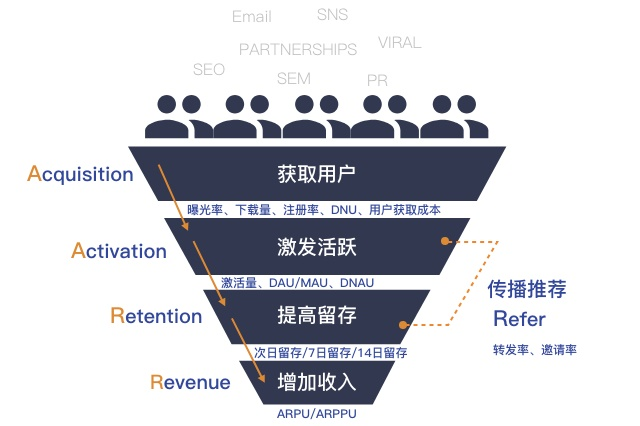 Email
SNS
PARTNERSHIPS
VIRAL
SEO
SEM
PR
Acquisition
获取用户
曝光率、下载量、注册率、DNU、用户获取成本
Activation
激发活跃
激活量、DAU/MAU、DNAU
传播推荐
Refer
转发率、邀请率
Retention
提高留存
次日留存/7日留存/14日留存
Revenue
增加收入
ARPU/ARPPU